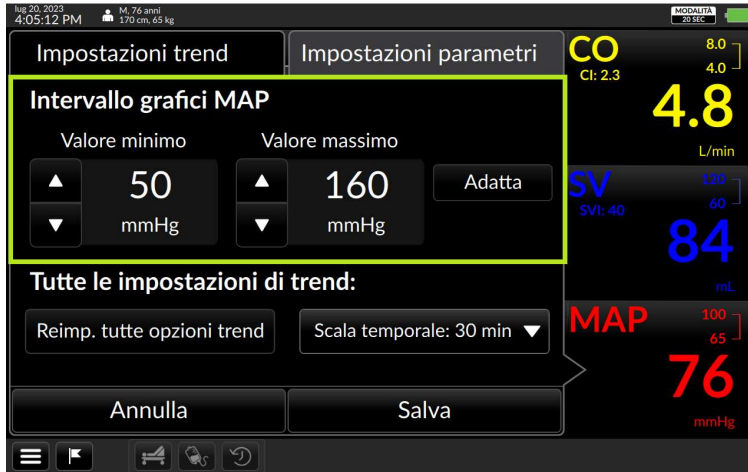 lug 20, 2023
4:05:12 PM
M, 76 anni
170 cm, 65 kg
MODALITÀ
20 SEC
Impostazioni trend
Impostazioni parametri
Intervallo grafici MAP
Valore minimo
Valore massimo
50
mmHg
160
mmHg
Adatta
Tutte le impostazioni di trend:
Reimp. tutte opzioni trend
Scala temporale: 30 min
Annulla
Salva
CO
CI: 2.3
8.0
4.0
4.8
L/min
SV
SVI: 40
120
60
84
mL
MAP
100
65
76
mmHg